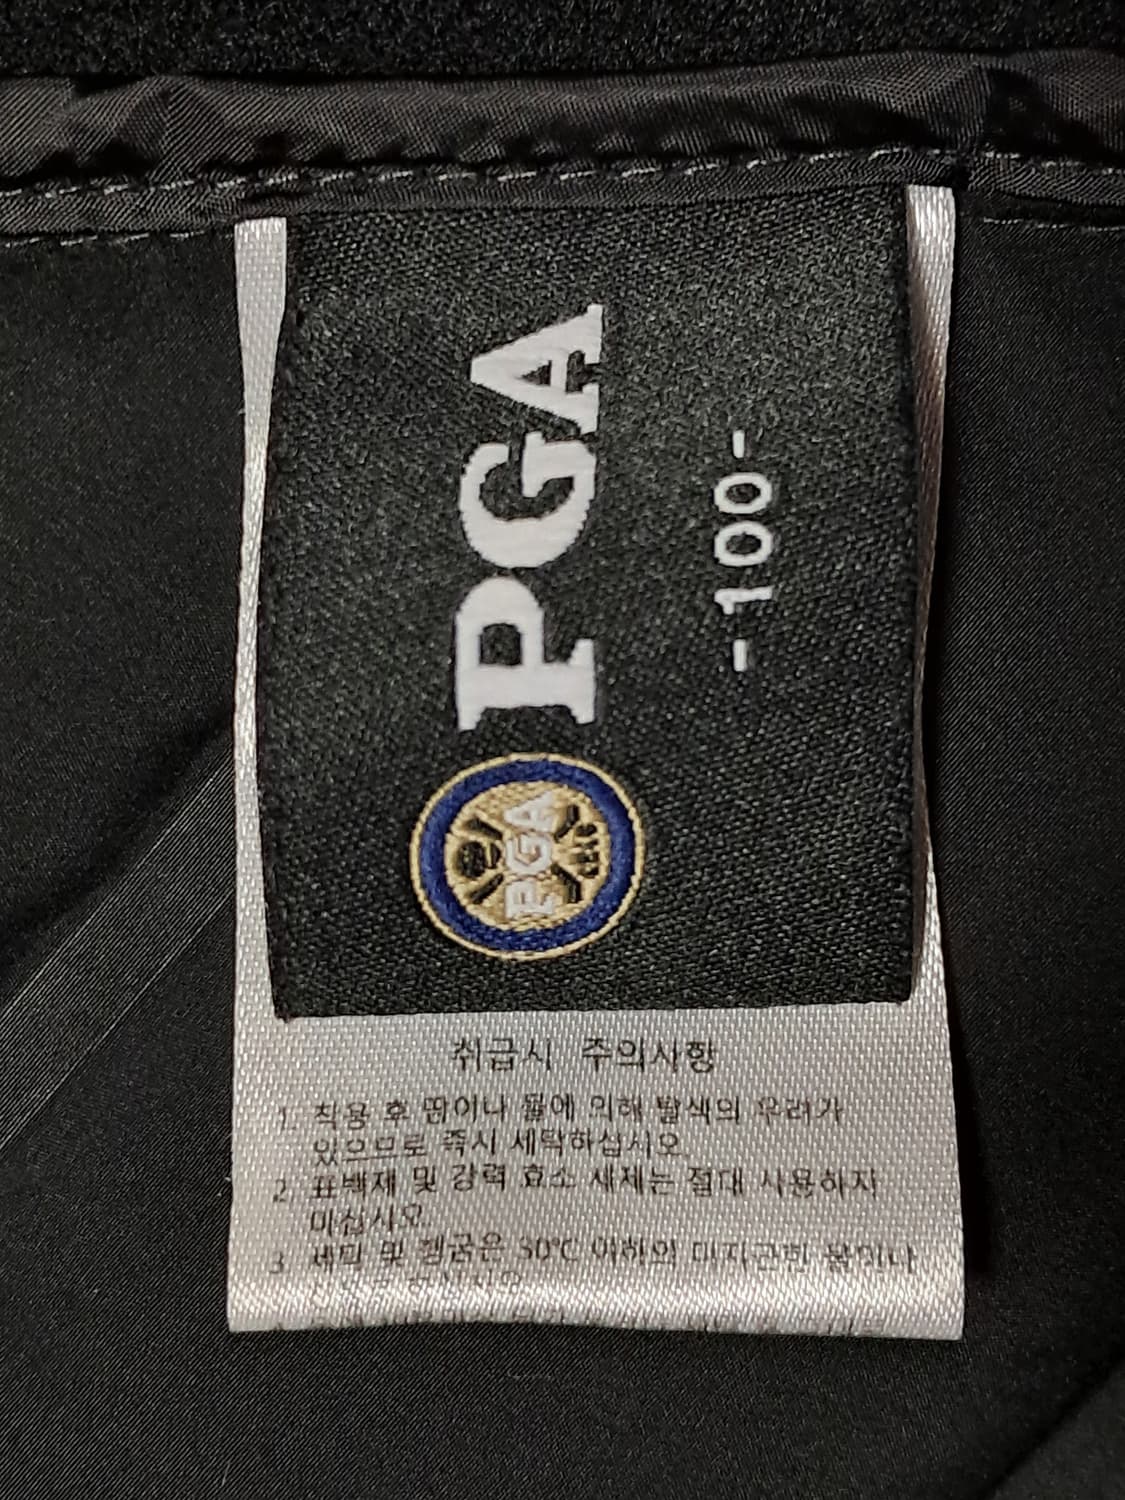 PGA
-100-
PGA
취급시 주의사항
1. 착용 후 땀이나 물에 의해 탈색의 우려가
있으므로 즉시 세탁하십시오.
2. 표백제 및 강력 효소 세제는 절대 사용하지
마십시오.
3. 세탁 및 헹굼은 30℃ 이하의 미지근한 물이나